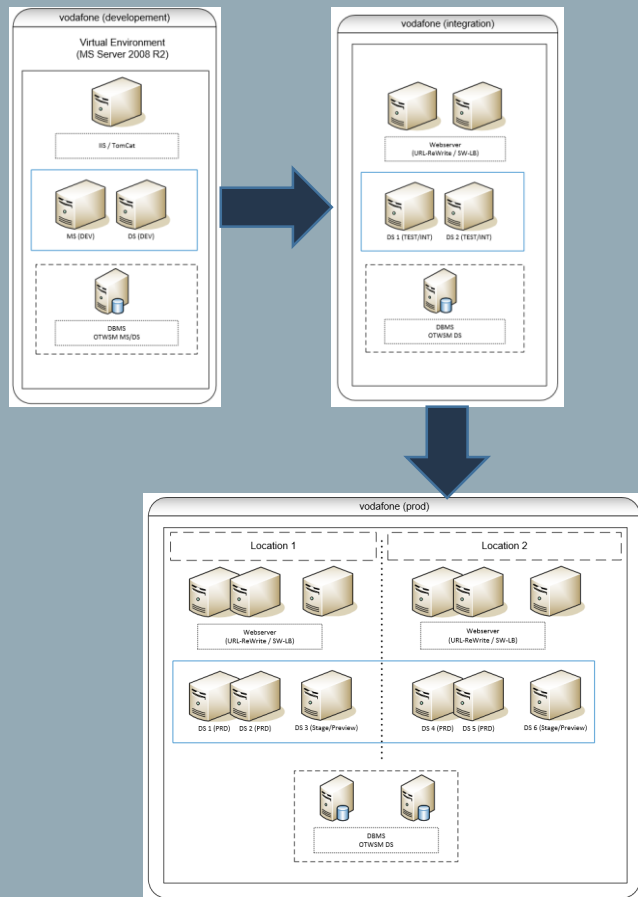 vodafone (developement)
Virtual Environment
(MS Server 2008 R2)
IIS / TomCat
MS (DEV)
DS (DEV)
DBMS
OTWSM MS/DS
vodafone (integration)
Webserver
(URL-ReWrite / SW-LB)
DS 1 (TEST/INT)
DS 2 (TEST/INT)
DBMS
OTWSM DS
vodafone (prod)
Location 1
Location 2
Webserver
(URL-ReWrite / SW-LB)
Webserver
(URL-ReWrite / SW-LB)
DS 1 (PRD)
DS 2 (PRD)
DS 3 (Stage/Preview)
DS 4 (PRD)
DS 5 (PRD)
DS 6 (Stage/Preview)
DBMS
OTWSM DS